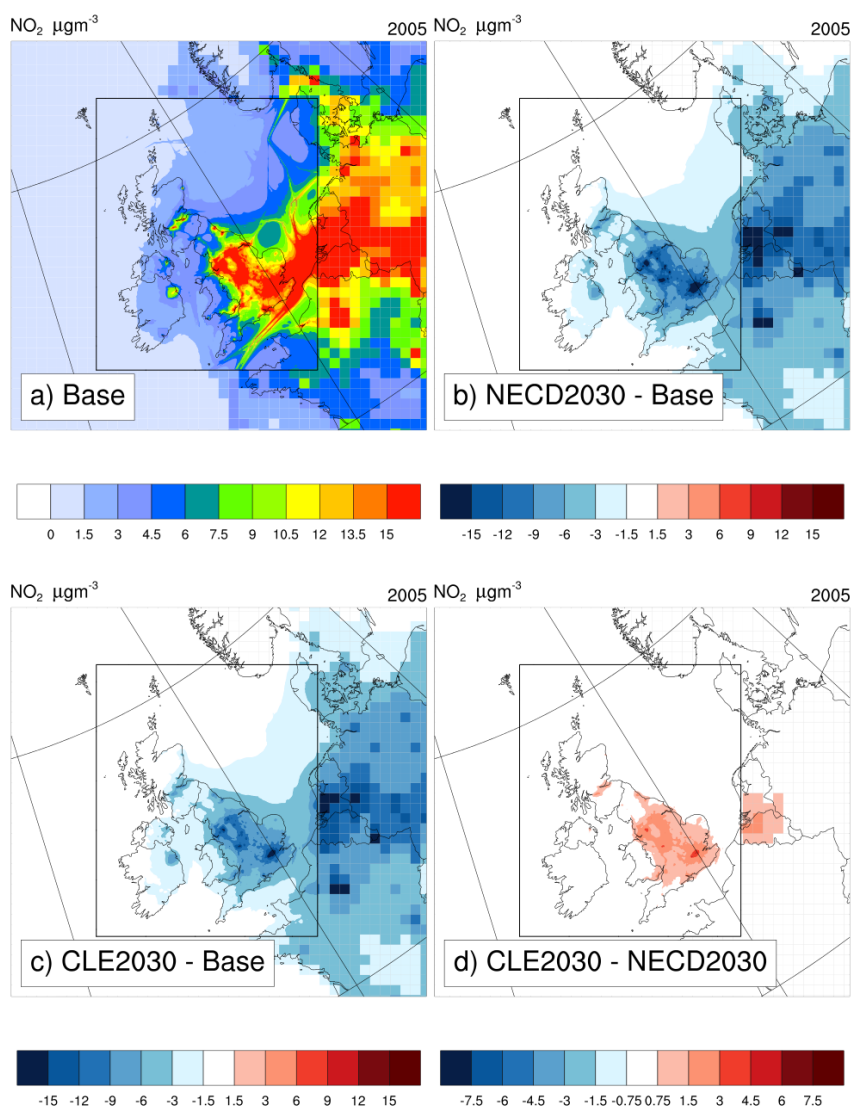 NO₂ µgm⁻³ 2005
NO₂ µgm⁻³ 2005
a) Base
b) NECD2030 - Base
0 1.5 3 4.5 6 7.5 9 10.5 12 13.5 15
-15 -12 -9 -6 -3 -1.5 1.5 3 6 9 12 15
NO₂ µgm⁻³ 2005
NO₂ µgm⁻³ 2005
c) CLE2030 - Base
d) CLE2030 - NECD2030
-15 -12 -9 -6 -3 -1.5 1.5 3 6 9 12 15
-7.5 -6 -4.5 -3 -1.5 -0.75 0.75 1.5 3 4.5 6 7.5